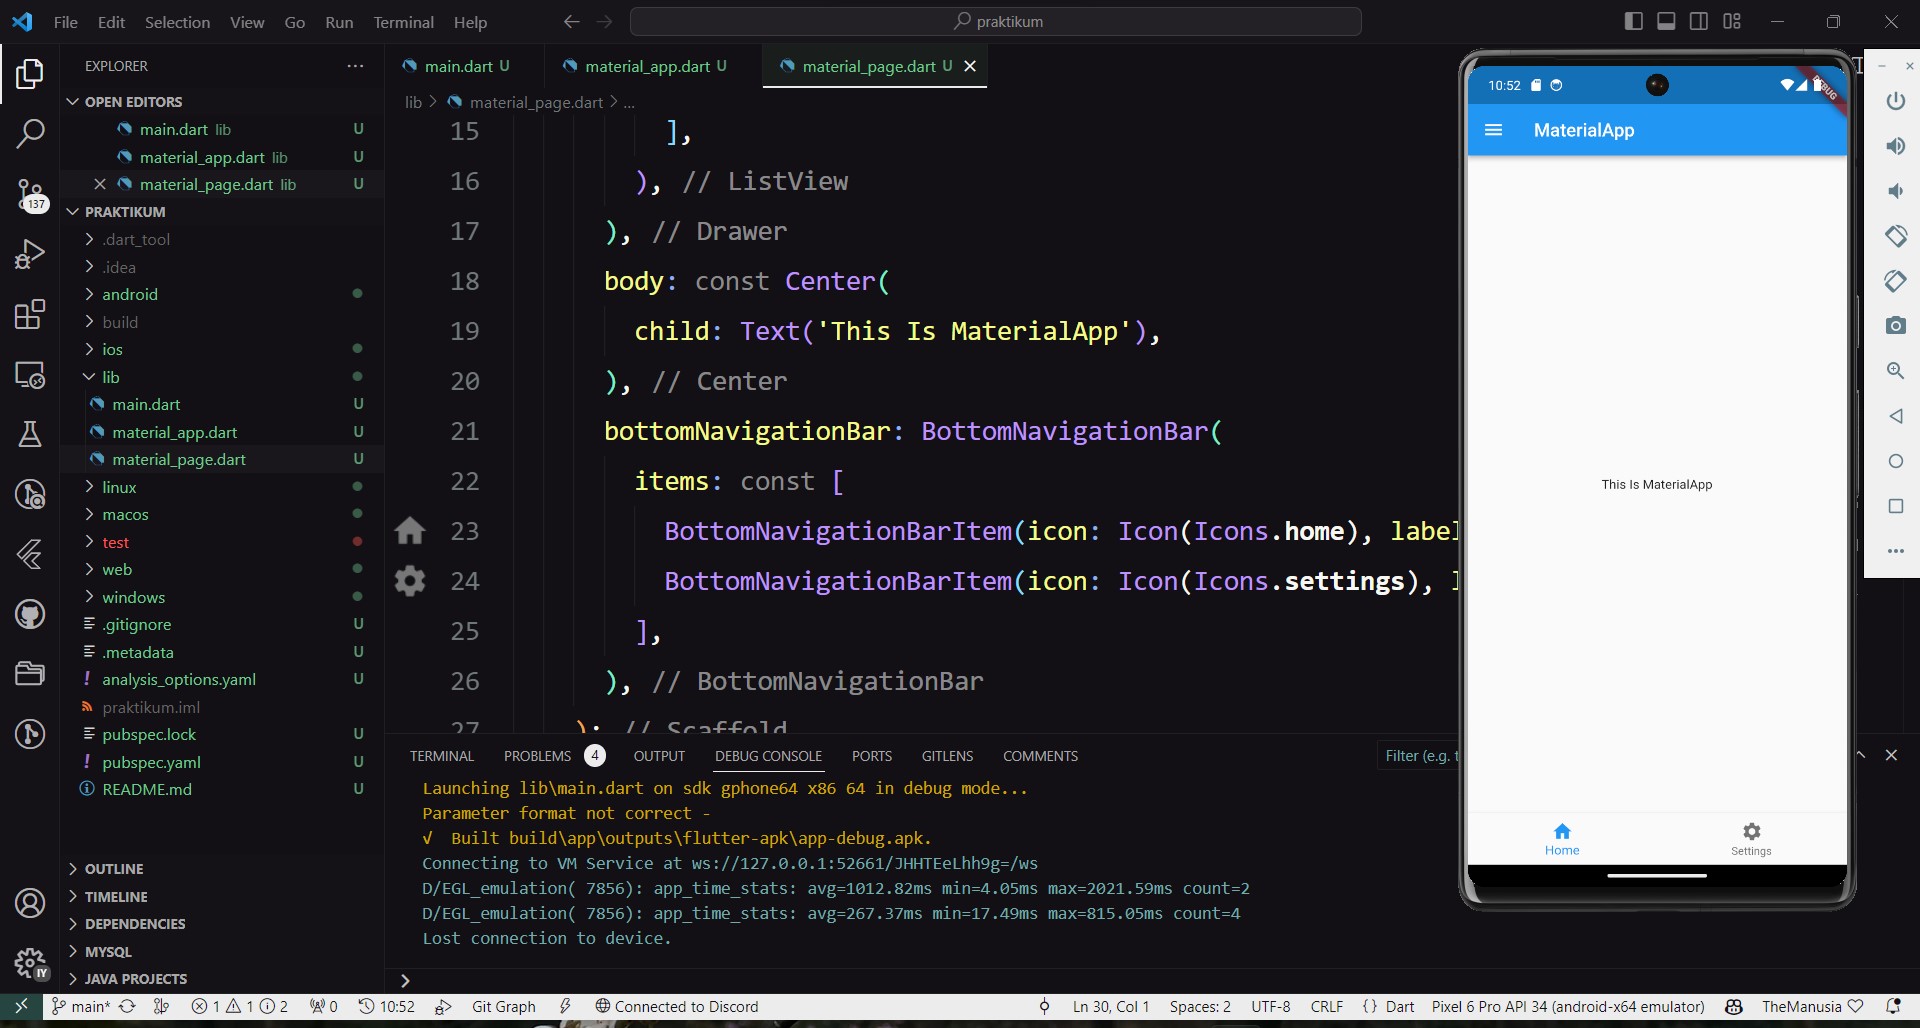 File Edit Selection View Go Run Terminal Help
praktikum
EXPLORER
OPEN EDITORS
main.dart lib U
material_app.dart lib U
material_page.dart lib U
137
PRAKTIKUM
.dart_tool
.idea
android
build
ios
lib
main.dart U
material_app.dart U
material_page.dart U
linux
macos
test
web
windows
.gitignore U
.metadata U
analysis_options.yaml U
praktikum.iml
pubspec.lock U
pubspec.yaml U
README.md U
OUTLINE
TIMELINE
DEPENDENCIES
MYSQL
JAVA PROJECTS
IY
main.dart U material_app.dart U material_page.dart U
lib > material_page.dart > ...
15 ],
16 ), // ListView
17 ), // Drawer
18 body: const Center(
19 child: Text('This Is MaterialApp'),
20 ), // Center
21 bottomNavigationBar: BottomNavigationBar(
22 items: const [
23 BottomNavigationBarItem(icon: Icon(Icons.home), label
24 BottomNavigationBarItem(icon: Icon(Icons.settings), l
25 ],
26 ), // BottomNavigationBar
27 ); // Scaffold
TERMINAL PROBLEMS 4 OUTPUT DEBUG CONSOLE PORTS GITLENS COMMENTS
Filter (e.g. t
Launching lib\main.dart on sdk gphone64 x86 64 in debug mode...
Parameter format not correct -
√ Built build\app\outputs\flutter-apk\app-debug.apk.
Connecting to VM Service at ws://127.0.0.1:52661/JHHTEeLhh9g=/ws
D/EGL_emulation( 7856): app_time_stats: avg=1012.82ms min=4.05ms max=2021.59ms count=2
D/EGL_emulation( 7856): app_time_stats: avg=267.37ms min=17.49ms max=815.05ms count=4
Lost connection to device.
10:52
DEBUG
MaterialApp
This Is MaterialApp
Home
Settings
main* 1 1 2 0 10:52 Git Graph Connected to Discord
Ln 30, Col 1 Spaces: 2 UTF-8 CRLF {} Dart Pixel 6 Pro API 34 (android-x64 emulator) TheManusia